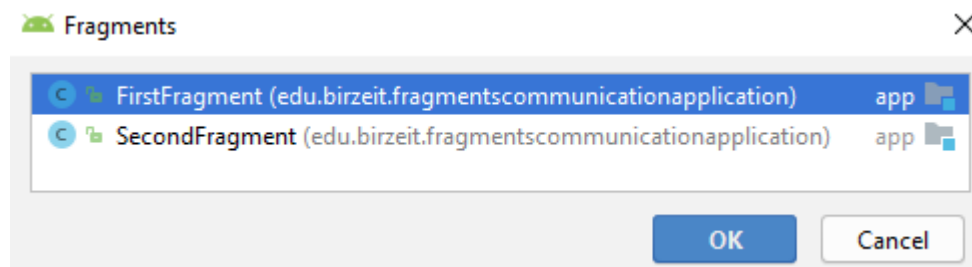 Fragments
C FirstFragment (edu.birzeit.fragmentscommunicationapplication) app
C SecondFragment (edu.birzeit.fragmentscommunicationapplication) app
OK Cancel